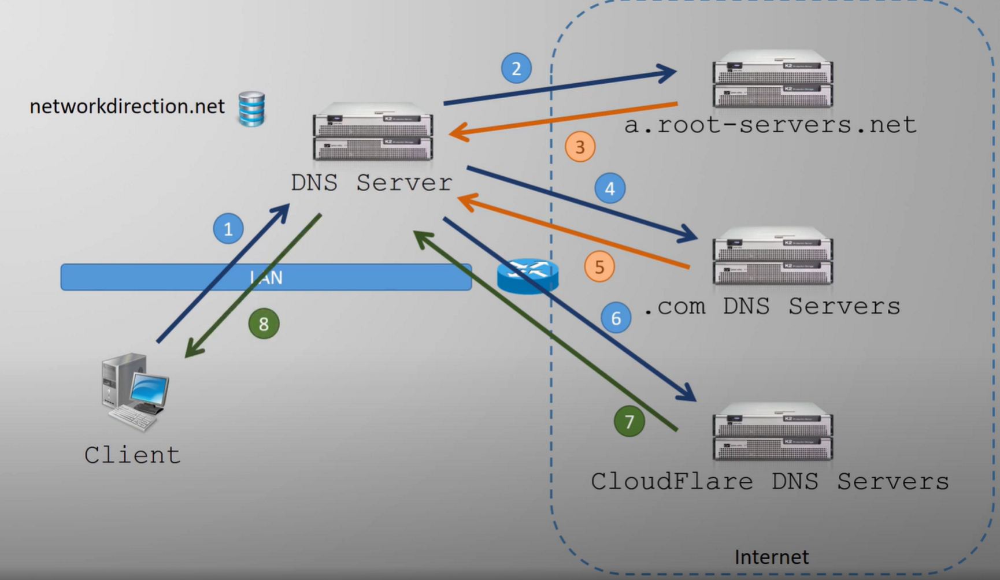 2
networkdirection.net
a.root-servers.net
3
DNS Server
4
1
LAN
5
.com DNS Servers
6
8
7
Client
CloudFlare DNS Servers
Internet